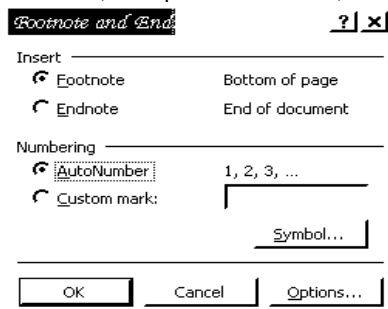 Footnote and End
? x
Insert
Footnote Bottom of page
Endnote End of document
Numbering
AutoNumber 1, 2, 3, ...
Custom mark:
Symbol...
OK Cancel Options...